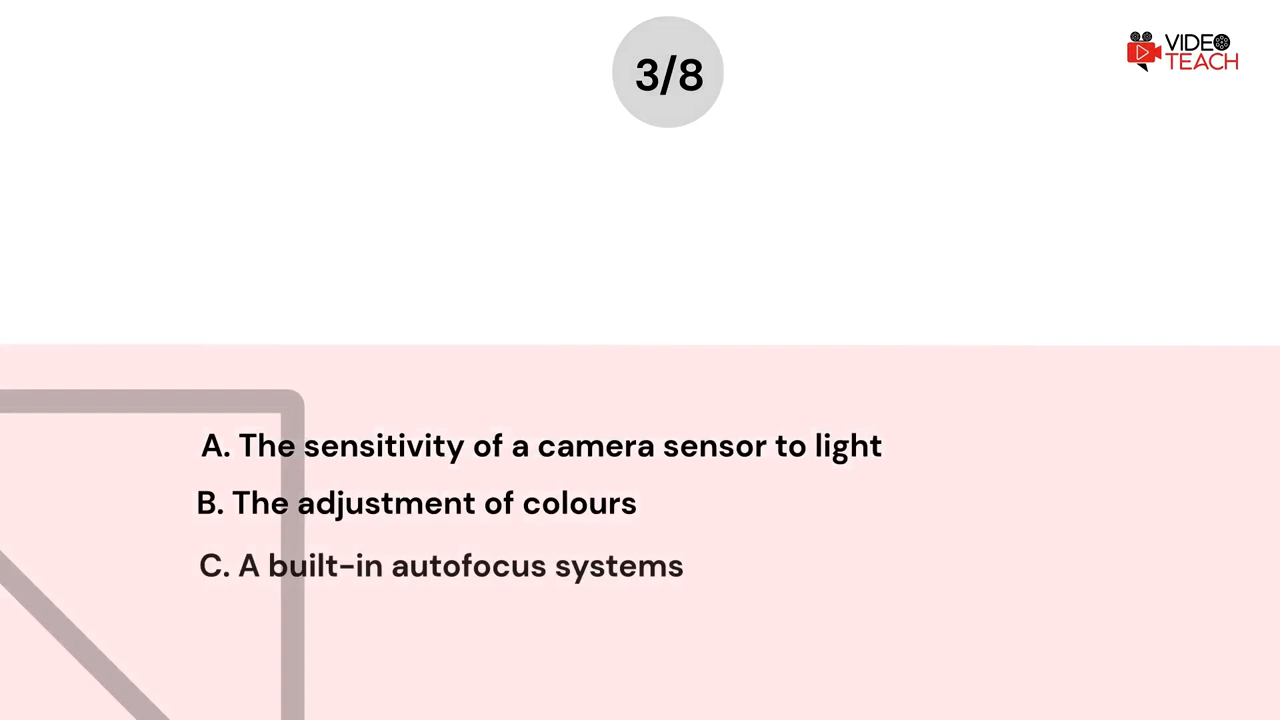 3/8
VIDEO
TEACH
A. The sensitivity of a camera sensor to light
B. The adjustment of colours
C. A built-in autofocus systems